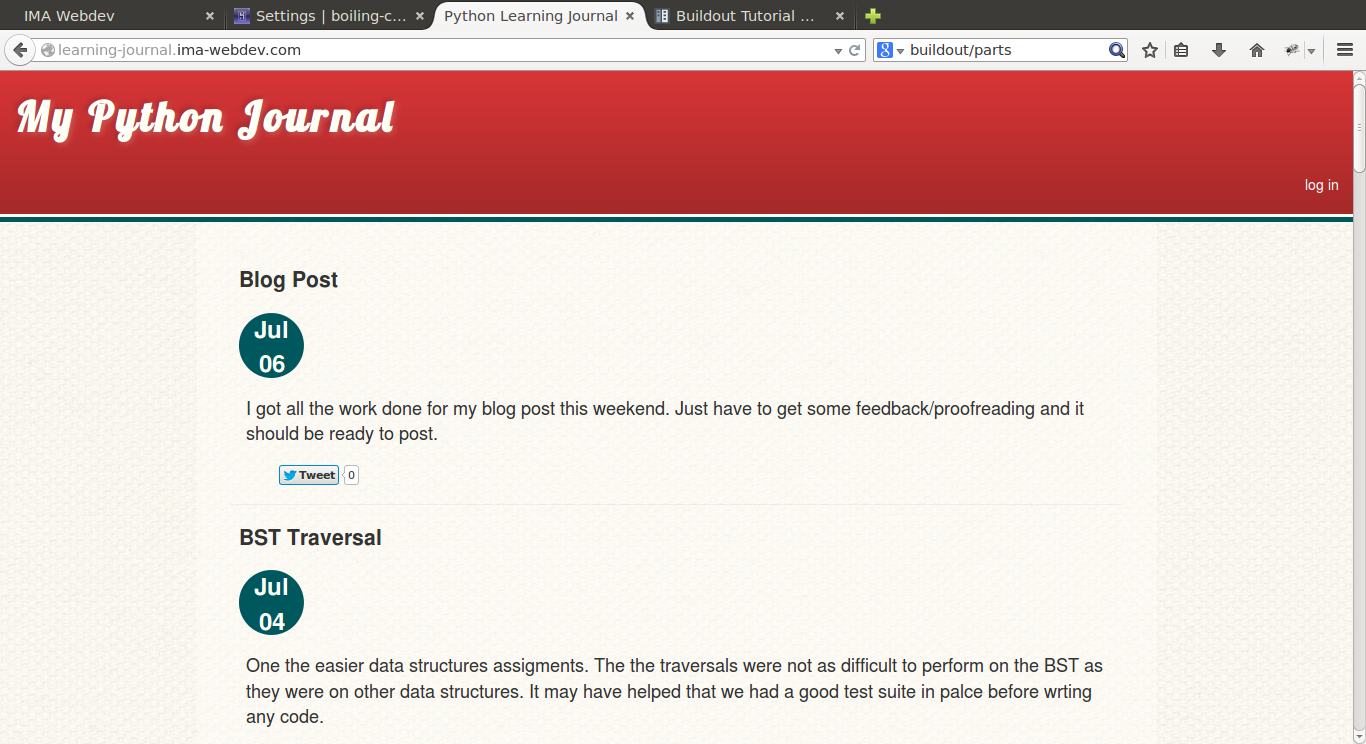 IMA Webdev
Settings | boiling-c...
Python Learning Journal
Buildout Tutorial ...
learning-journal.ima-webdev.com
buildout/parts
My Python Journal
log in
Blog Post
Jul
06
I got all the work done for my blog post this weekend. Just have to get some feedback/proofreading and it
should be ready to post.
Tweet 0
BST Traversal
Jul
04
One the easier data structures assigments. The the traversals were not as difficult to perform on the BST as
they were on other data structures. It may have helped that we had a good test suite in palce before wrting
any code.